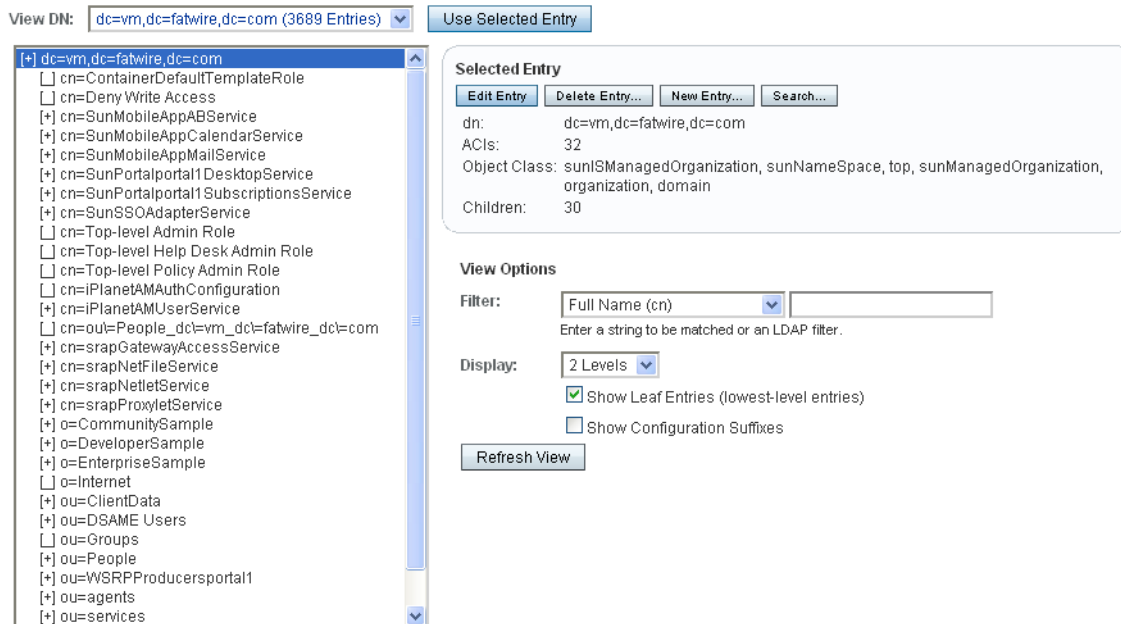 View DN: dc=vm,dc=fatwire,dc=com (3689 Entries) Use Selected Entry
[+] dc=vm,dc=fatwire,dc=com
[ ] cn=ContainerDefaultTemplateRole
[ ] cn=Deny Write Access
[+] cn=SunMobileAppABService
[+] cn=SunMobileAppCalendarService
[+] cn=SunMobileAppMailService
[+] cn=SunPortalportal1DesktopService
[+] cn=SunPortalportal1SubscriptionsService
[+] cn=SunSSOAdapterService
[ ] cn=Top-level Admin Role
[ ] cn=Top-level Help Desk Admin Role
[ ] cn=Top-level Policy Admin Role
[ ] cn=iPlanetAMAuthConfiguration
[+] cn=iPlanetAMUserService
[ ] cn=ou\=People_dc\=vm_dc\=fatwire_dc\=com
[+] cn=srapGatewayAccessService
[+] cn=srapNetFileService
[+] cn=srapNetletService
[+] cn=srapProxyletService
[+] o=CommunitySample
[+] o=DeveloperSample
[+] o=EnterpriseSample
[ ] o=Internet
[+] ou=ClientData
[+] ou=DSAME Users
[ ] ou=Groups
[+] ou=People
[+] ou=WSRPProducersportal1
[+] ou=agents
[+] ou=services
Selected Entry
Edit Entry Delete Entry... New Entry... Search...
dn: dc=vm,dc=fatwire,dc=com
ACIs: 32
Object Class: sunISManagedOrganization, sunNameSpace, top, sunManagedOrganization,
organization, domain
Children: 30
View Options
Filter: Full Name (cn)
Enter a string to be matched or an LDAP filter.
Display: 2 Levels
Show Leaf Entries (lowest-level entries)
Show Configuration Suffixes
Refresh View